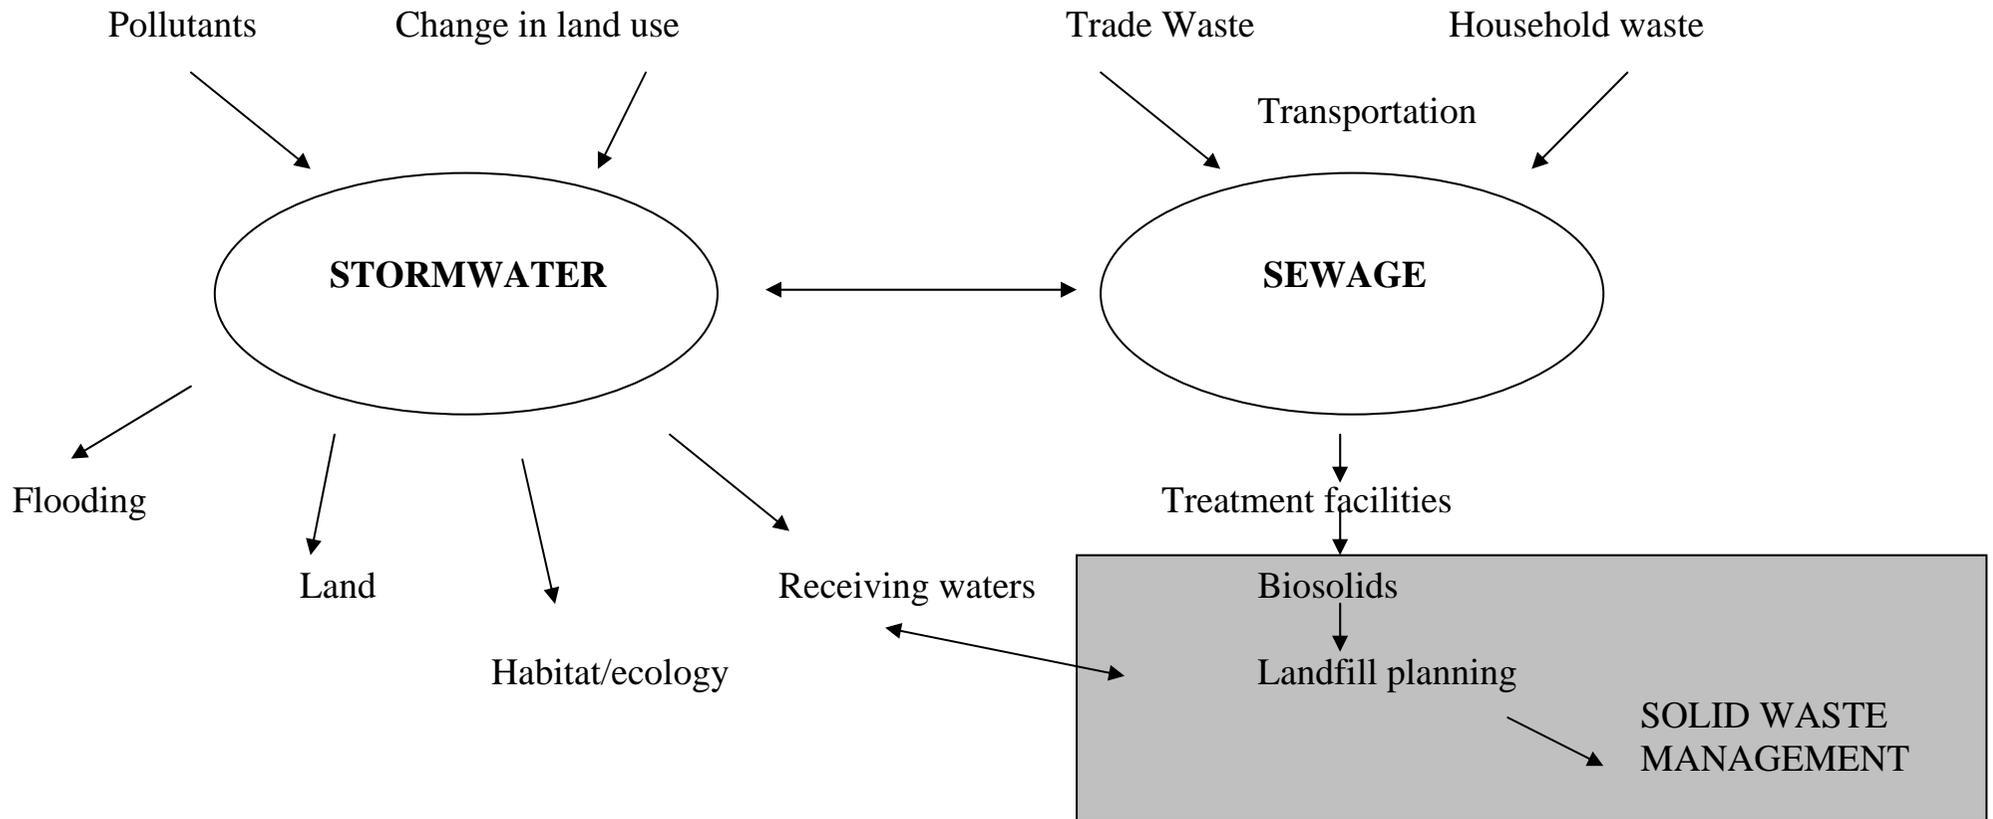 Pollutants
Change in land use
Trade Waste
Household waste
Transportation
STORMWATER
SEWAGE
Flooding
Treatment facilities
Land
Receiving waters
Biosolids
Habitat/ecology
Landfill planning
SOLID WASTE
MANAGEMENT